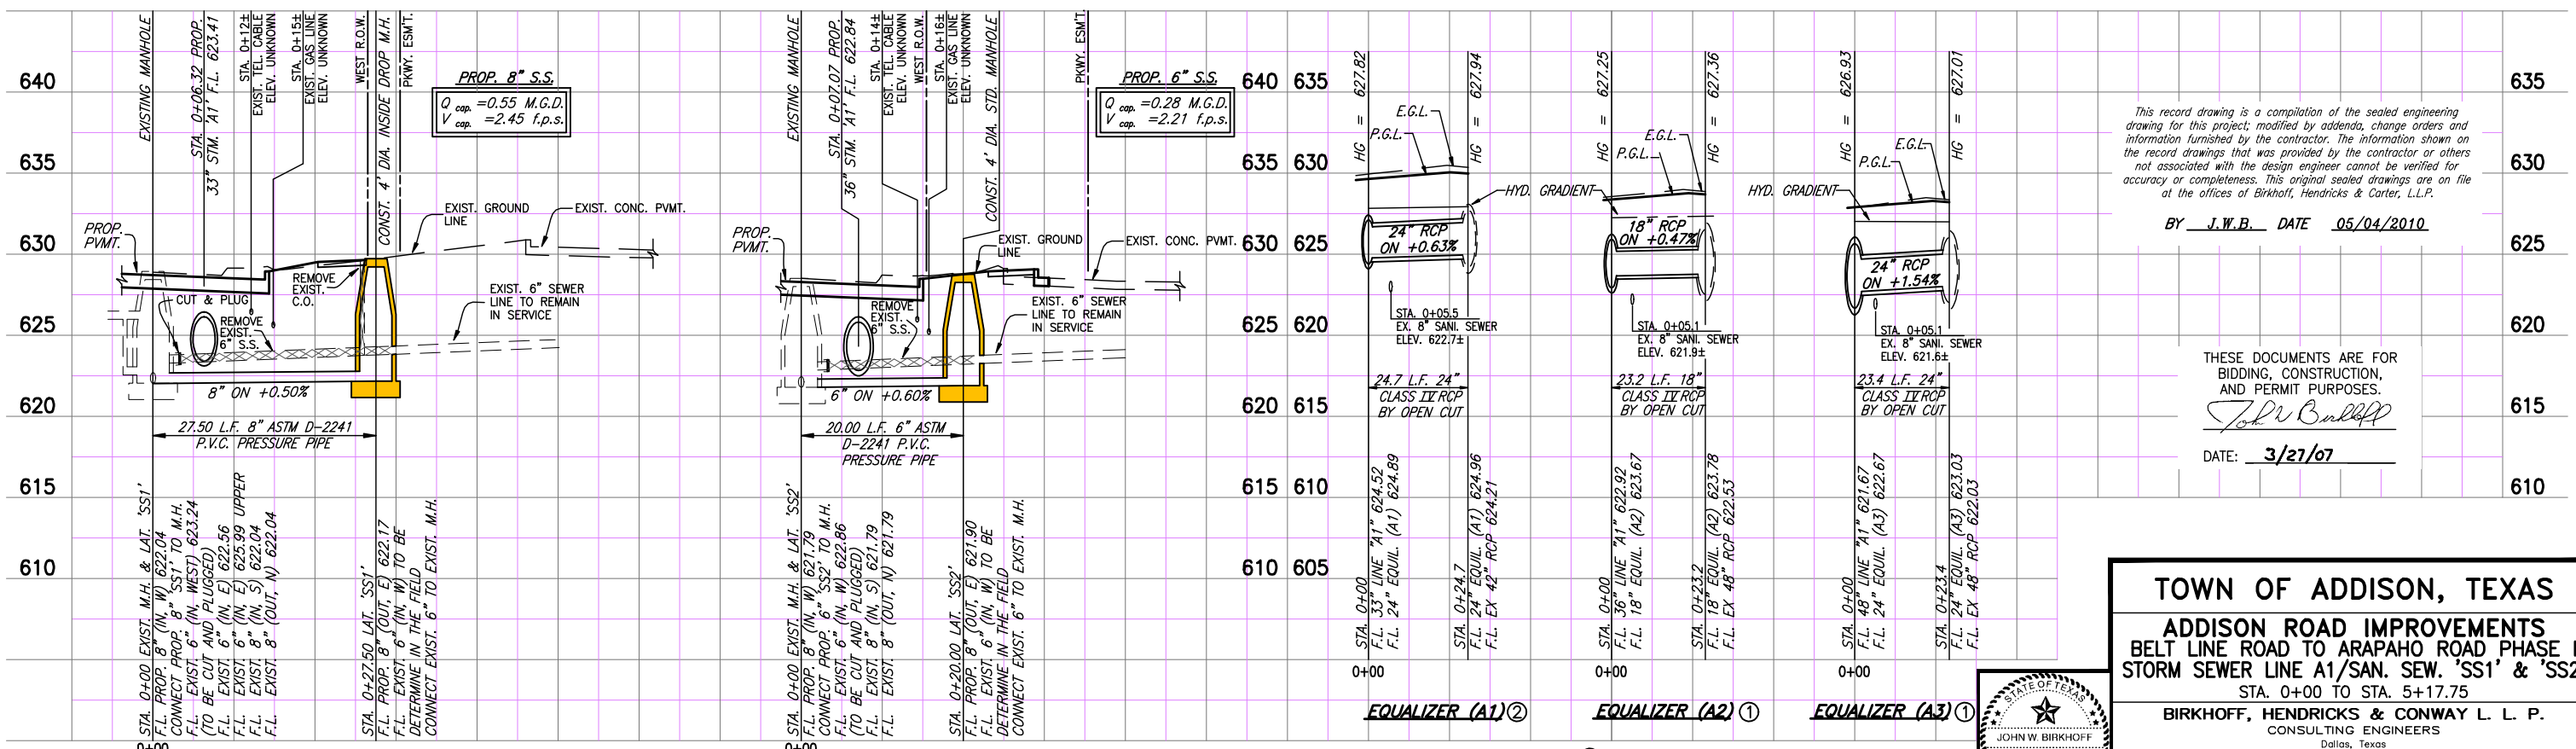 640
635
630
625
620
615
610
EXISTING MANHOLE
STA. 0+06.32 PROP.
33" STM. 'A1' F.L. 623.41
STA. 0+12±
EXIST. TEL. CABLE
ELEV. UNKNOWN
STA. 0+15±
EXIST. GAS LINE
ELEV. UNKNOWN
WEST R.O.W.
CONST. 4' DIA. INSIDE DROP M.H.
PKWY. ESM'T.
PROP. 8" S.S.
Q cap. =0.55 M.G.D.
V cap. =2.45 f.p.s.
PROP.
PVMT.
EXIST. GROUND
LINE
EXIST. CONC. PVMT.
CUT & PLUG
REMOVE
EXIST.
6" S.S.
REMOVE
EXIST.
C.O.
EXIST. 6" SEWER
LINE TO REMAIN
IN SERVICE
8" ON +0.50%
27.50 L.F. 8" ASTM D-2241
P.V.C. PRESSURE PIPE
STA. 0+00 EXIST. M.H. & LAT. 'SS1'
F.L. PROP. 8" (IN, W) 622.04
CONNECT PROP. 8" 'SS1' TO M.H.
F.L. EXIST. 6" (IN, WEST) 623.24
(TO BE CUT AND PLUGGED)
F.L. EXIST. 6" (IN, E) 622.56
F.L. EXIST. 6" (IN, E) 625.99 UPPER
F.L. EXIST. 8" (IN, S) 622.04
F.L. EXIST. 8" (OUT, N) 622.04
STA. 0+27.50 LAT. 'SS1'
F.L. PROP. 8" (OUT, E) 622.17
F.L. EXIST. 6" (IN, W) TO BE
DETERMINE IN THE FIELD
CONNECT EXIST. 6" TO EXIST. M.H.
0+00
EXISTING MANHOLE
STA. 0+07.07 PROP.
36" STM. 'A1' F.L. 622.84
STA. 0+14±
EXIST. TEL. CABLE
ELEV. UNKNOWN
WEST R.O.W.
STA. 0+16±
EXIST. GAS LINE
ELEV. UNKNOWN
CONST. 4' DIA. STD. MANHOLE
PKWY. ESM'T.
PROP. 6" S.S.
Q cap. =0.28 M.G.D.
V cap. =2.21 f.p.s.
PROP.
PVMT.
EXIST. GROUND
LINE
EXIST. CONC. PVMT.
REMOVE
EXIST.
6" S.S.
EXIST. 6" SEWER
LINE TO REMAIN
IN SERVICE
6" ON +0.60%
20.00 L.F. 6" ASTM
D-2241 P.V.C.
PRESSURE PIPE
STA. 0+00 EXIST. M.H. & LAT. 'SS2'
F.L. PROP. 6" (IN, W) 621.79
CONNECT PROP. 6" 'SS2' TO M.H.
F.L. EXIST. 6" (IN, W) 622.86
(TO BE CUT AND PLUGGED)
F.L. EXIST. 8" (IN, S) 621.79
F.L. EXIST. 8" (OUT, N) 621.79
STA. 0+20.00 LAT. 'SS2'
F.L. PROP. 6" (OUT, E) 621.90
F.L. EXIST. 6" (IN, W) TO BE
DETERMINE IN THE FIELD
CONNECT EXIST. 6" TO EXIST. M.H.
0+00
640 635
635 630
630 625
625 620
620 615
615 610
610 605
HG = 627.82
HG = 627.94
E.G.L.
P.G.L.
HYD. GRADIENT
24" RCP
ON +0.63%
STA. 0+05.5
EX. 8" SANI. SEWER
ELEV. 622.7±
24.7 L.F. 24"
CLASS IV RCP
BY OPEN CUT
STA. 0+00
F.L. 33" LINE "A1" 624.52
F.L. 24" EQUIL. (A1) 624.89
STA. 0+24.7
F.L. 24" EQUIL. (A1) 624.96
F.L. EX 42" RCP 624.21
0+00
EQUALIZER (A1) 2
HG = 627.25
HG = 627.36
E.G.L.
P.G.L.
18" RCP
ON +0.47%
STA. 0+05.1
EX. 8" SANI. SEWER
ELEV. 621.9±
23.2 L.F. 18"
CLASS IV RCP
BY OPEN CUT
STA. 0+00
F.L. 36" LINE "A1" 622.92
F.L. 18" EQUIL. (A2) 623.67
STA. 0+23.2
F.L. 18" EQUIL. (A2) 623.78
F.L. EX 48" RCP 622.53
0+00
EQUALIZER (A2) 1
HG = 626.93
HG = 627.01
E.G.L.
P.G.L.
HYD. GRADIENT
24" RCP
ON +1.54%
STA. 0+05.1
EX. 8" SANI. SEWER
ELEV. 621.6±
23.4 L.F. 24"
CLASS IV RCP
BY OPEN CUT
STA. 0+00
F.L. 48" LINE "A1" 621.67
F.L. 24" EQUIL. (A3) 622.67
STA. 0+23.4
F.L. 24" EQUIL. (A3) 623.03
F.L. EX 48" RCP 622.03
0+00
EQUALIZER (A3) 1
635
630
625
620
615
610
This record drawing is a compilation of the sealed engineering
drawing for this project; modified by addenda, change orders and
information furnished by the contractor. The information shown on
the record drawings that was provided by the contractor or others
not associated with the design engineer cannot be verified for
accuracy or completeness. This original sealed drawings are on file
at the offices of Birkhoff, Hendricks & Carter, L.L.P.
BY J.W.B. DATE 05/04/2010
THESE DOCUMENTS ARE FOR
BIDDING, CONSTRUCTION,
AND PERMIT PURPOSES.
John W Birkhoff
DATE: 3/27/07
TOWN OF ADDISON, TEXAS
ADDISON ROAD IMPROVEMENTS
BELT LINE ROAD TO ARAPAHO ROAD PHASE
STORM SEWER LINE A1/SAN. SEW. 'SS1' & 'SS2
STA. 0+00 TO STA. 5+17.75
BIRKHOFF, HENDRICKS & CONWAY L. L. P.
CONSULTING ENGINEERS
Dallas, Texas
STATE OF TEXAS
JOHN W. BIRKHOFF